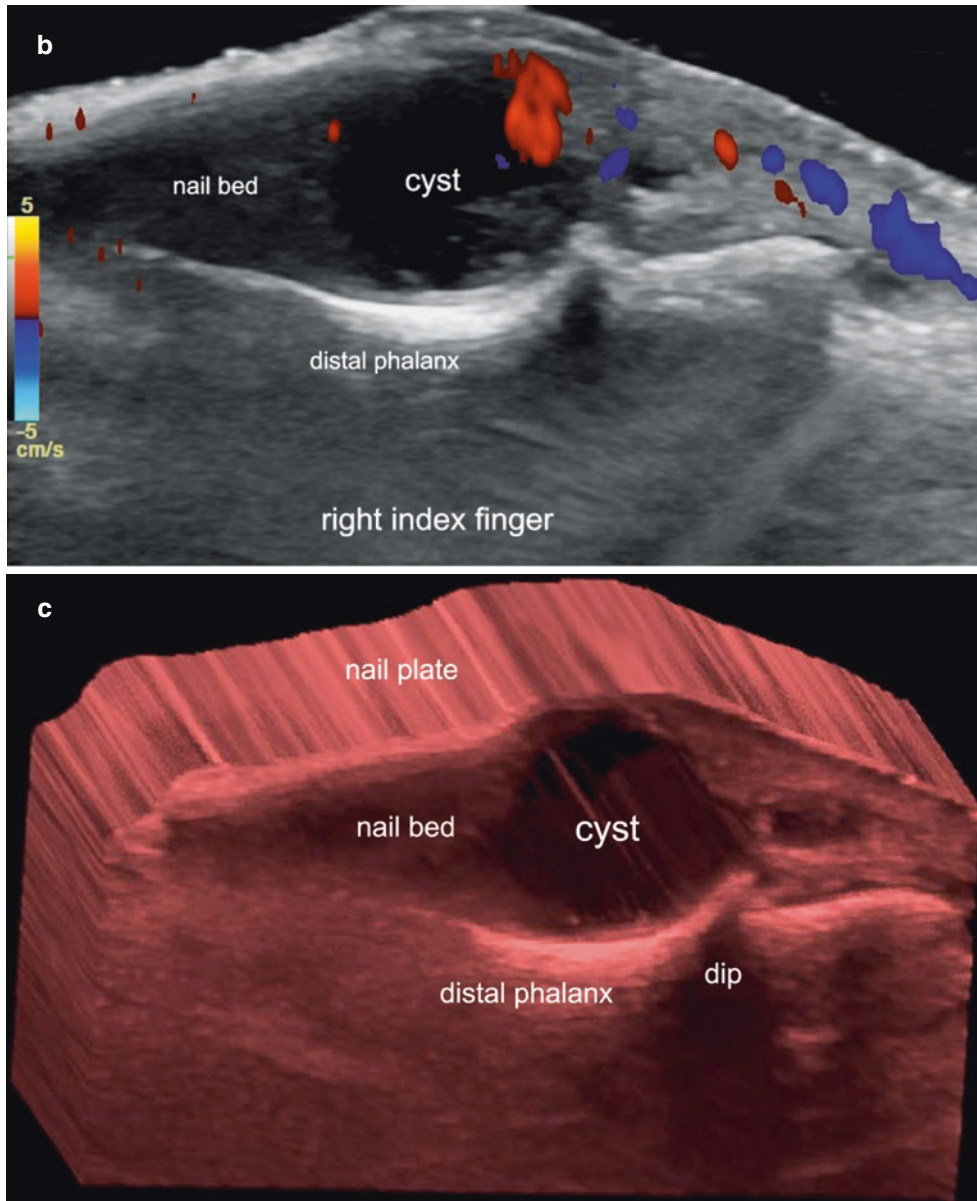 b
nail bed
cyst
5
distal phalanx
-5
cm/s
right index finger
c
nail plate
nail bed
cyst
distal phalanx
dip